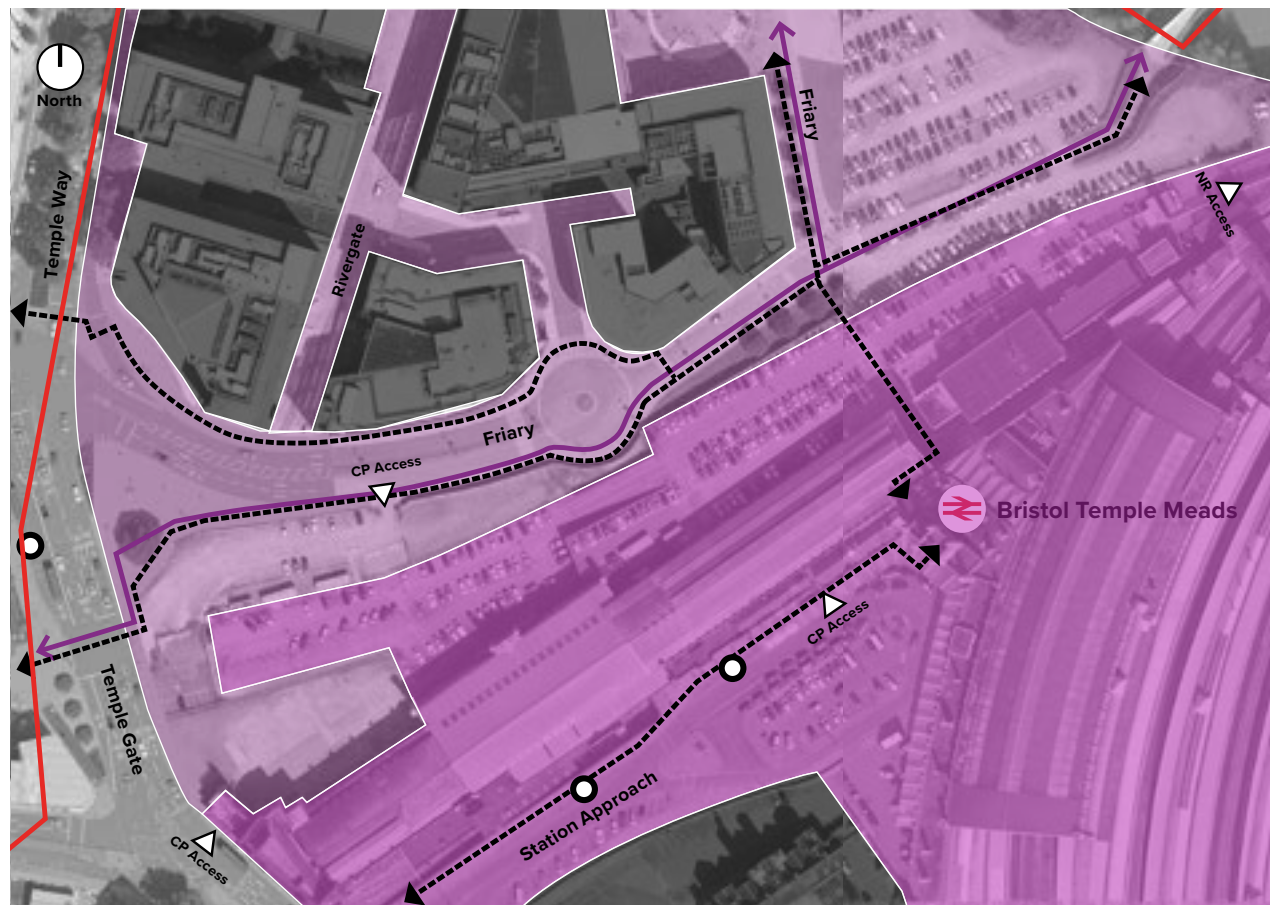 North
Temple Way
Rivergate
Friary
NR Access
Friary
CP Access
Bristol Temple Meads
CP Access
Temple Gate
Station Approach
CP Access